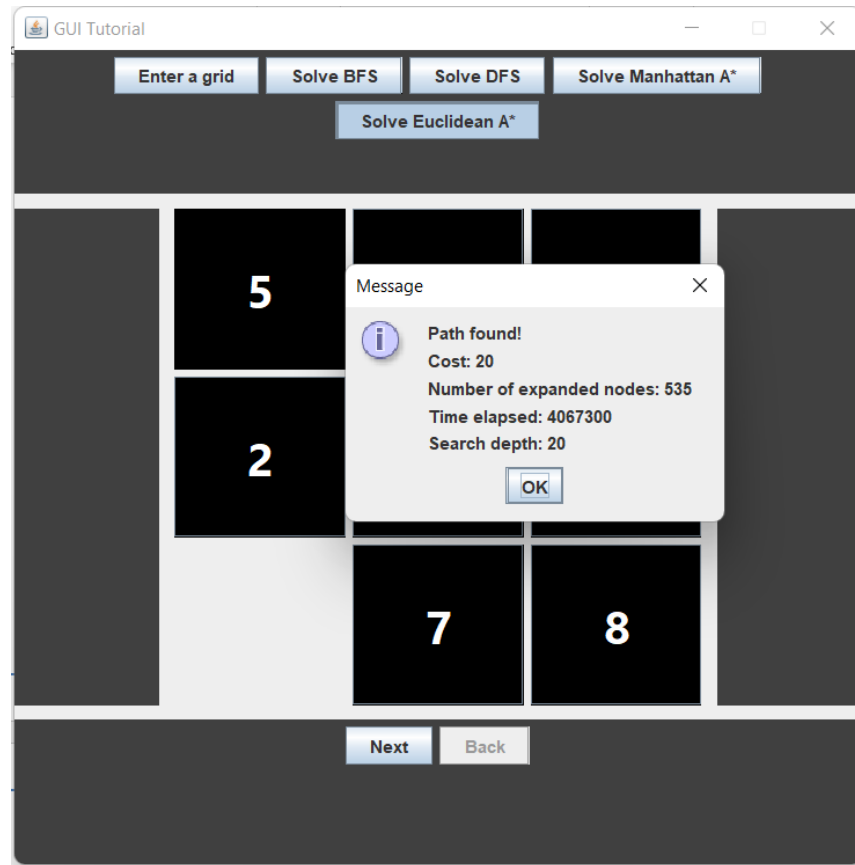 GUI Tutorial
Enter a grid Solve BFS Solve DFS Solve Manhattan A*
Solve Euclidean A*
5
Message
Path found!
Cost: 20
Number of expanded nodes: 535
Time elapsed: 4067300
Search depth: 20
OK
2
7 8
Next Back